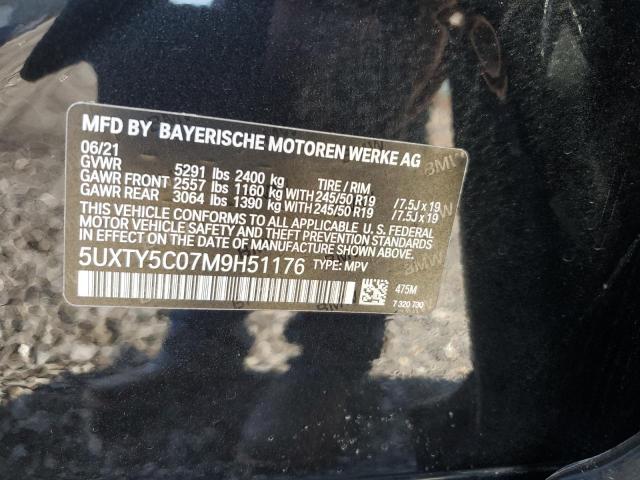 MFD BY BAYERISCHE MOTOREN WERKE AG
06/21
GVWR 5291 lbs 2400 kg TIRE / RIM
GAWR FRONT 2557 lbs 1160 kg WITH 245/50 R19 /7.5J x 19
GAWR REAR 3064 lbs 1390 kg WITH 245/50 R19 /7.5J x 19
THIS VEHICLE CONFORMS TO ALL APPLICABLE U. S. FEDERAL
MOTOR VEHICLE SAFETY AND THEFT PREVENTION STANDARDS
IN EFFECT ON THE DATE OF MANUFACTURE SHOWN ABOVE.
5UXTY5C07M9H51176 TYPE: MPV
475M
7 320 730
BMW
BMW
BMW